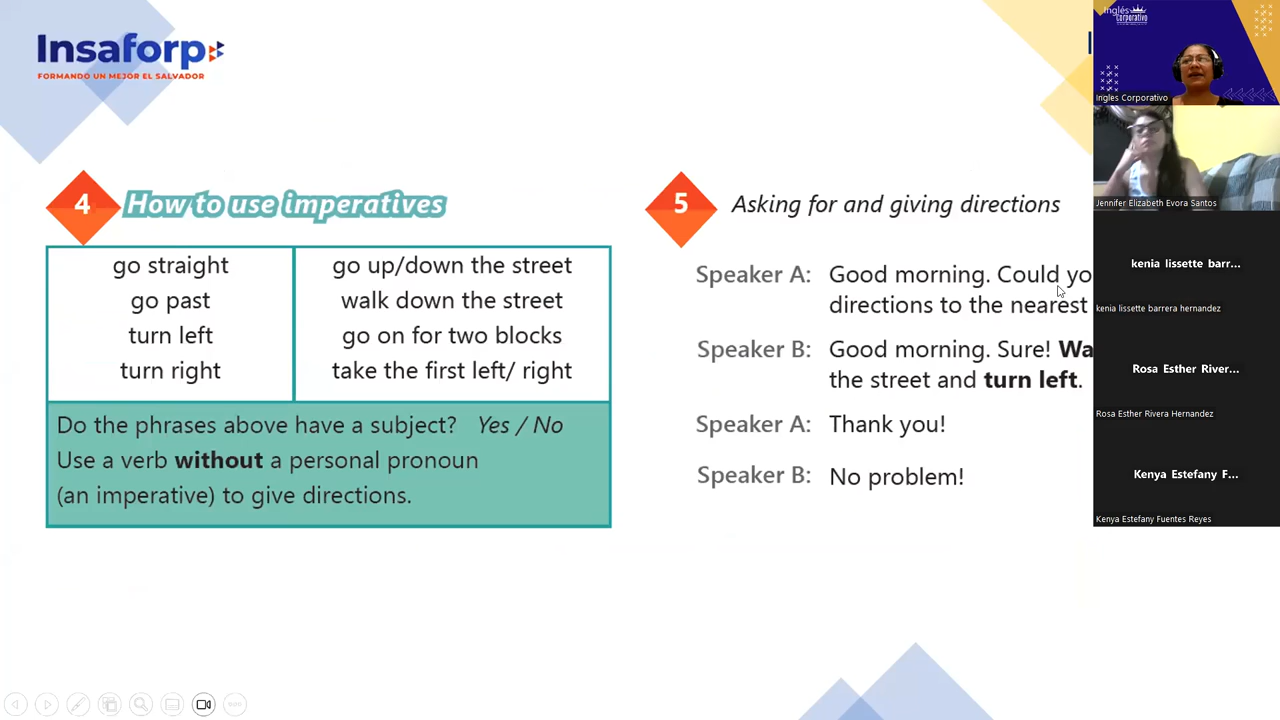 Insaforp
FORMANDO UN MEJOR EL SALVADOR
4
How to use imperatives
go straight
go past
turn left
turn right
go up/down the street
walk down the street
go on for two blocks
take the first left/ right
Do the phrases above have a subject? Yes / No
Use a verb without a personal pronoun
(an imperative) to give directions.
5
Asking for and giving directions
Speaker A: Good morning. Could yo
directions to the nearest
Speaker B: Good morning. Sure! Wa
the street and turn left.
Speaker A: Thank you!
Speaker B: No problem!
Inglés
Corporativo
Ingles Corporativo
Jennifer Elizabeth Evora Santos
kenia lissette barr...
kenia lissette barrera hernandez
Rosa Esther River...
Rosa Esther Rivera Hernandez
Kenya Estefany F...
Kenya Estefany Fuentes Reyes